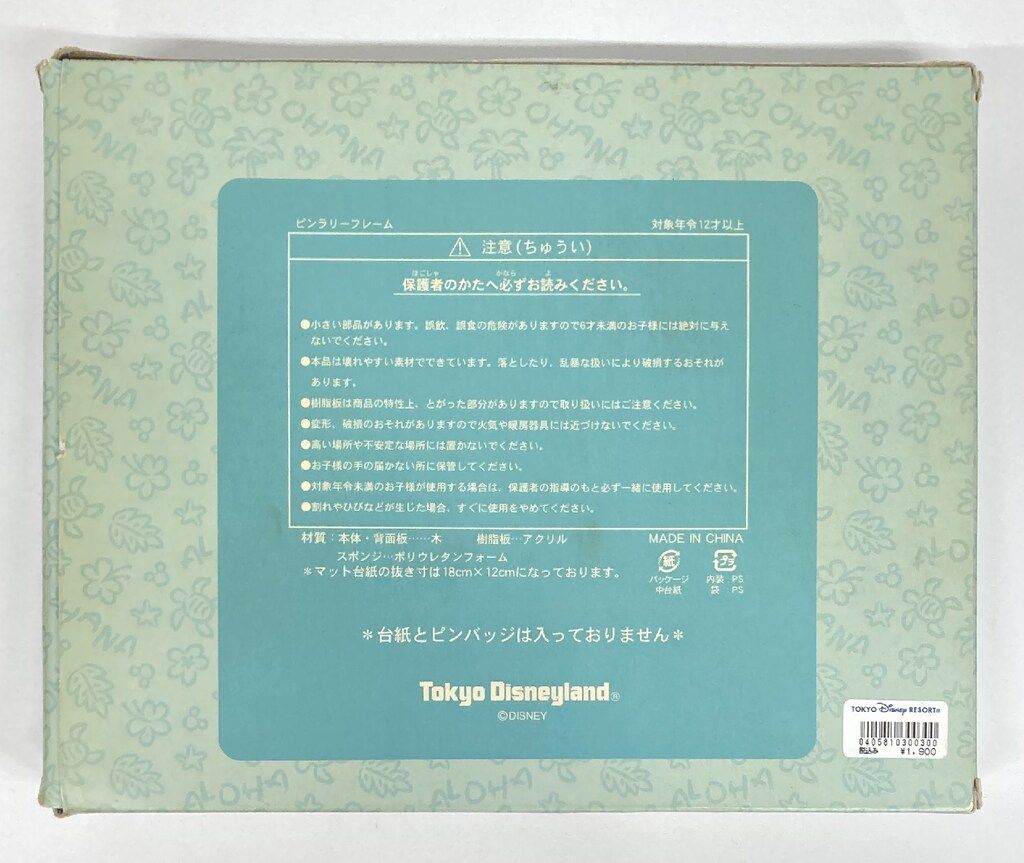 ALOHA
OHANA
ピンラリーフレーム 対象年令12才以上
注意(ちゅうい)
ほごしゃ かなら よ
保護者のかたへ必ずお読みください。
●小さい部品があります。誤飲、誤食の危険がありますので6才未満のお子様には絶対に与え
ないでください。
●本品は壊れやすい素材でできています。落としたり、乱暴な扱いにより破損するおそれが
あります。
●樹脂板は商品の特性上、とがった部分がありますので取り扱いにはご注意ください。
●変形、破損のおそれがありますので火気や暖房器具には近づけないでください。
●高い場所や不安定な場所には置かないでください。
●お子様の手の届かない所に保管してください。
●対象年令未満のお子様が使用する場合は、保護者の指導のもと必ず一緒に使用してください。
●割れやひびなどが生じた場合、すぐに使用をやめてください。
材質:本体・背面板……木 樹脂板…アクリル MADE IN CHINA
スポンジ…ポリウレタンフォーム
＊マット台紙の抜き寸は18cm×12cmになっております。
紙 プラ
パッケージ 内装:PS
中台紙 袋:PS
＊台紙とピンバッジは入っておりません＊
Tokyo Disneyland®
©DISNEY
TOKYO Disney RESORT®
0405810300300
税込み ¥1,900